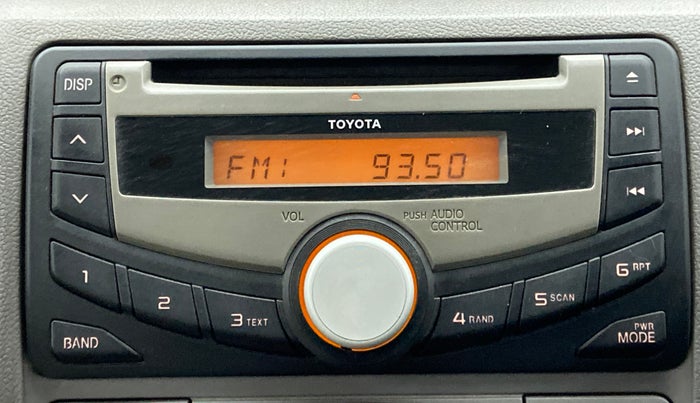 DISP
TOYOTA
FM1 93.50
VOL
PUSH AUDIO
CONTROL
1
2
3 TEXT
4 RAND
5 SCAN
6 RPT
BAND
PWR
MODE